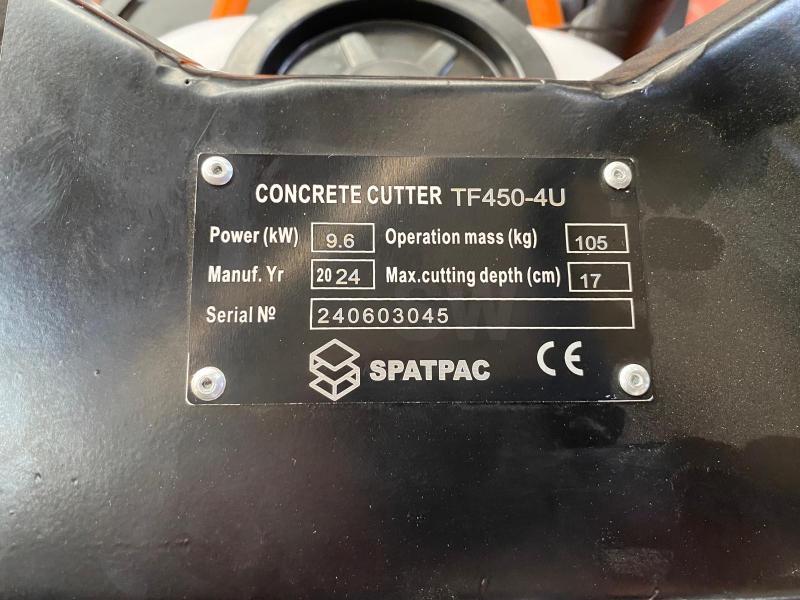 CONCRETE CUTTER TF450-4U
Power (kW) 9.6 Operation mass (kg) 105
Manuf. Yr 2024 Max.cutting depth (cm) 17
Serial № 240603045
SPATPAC CE